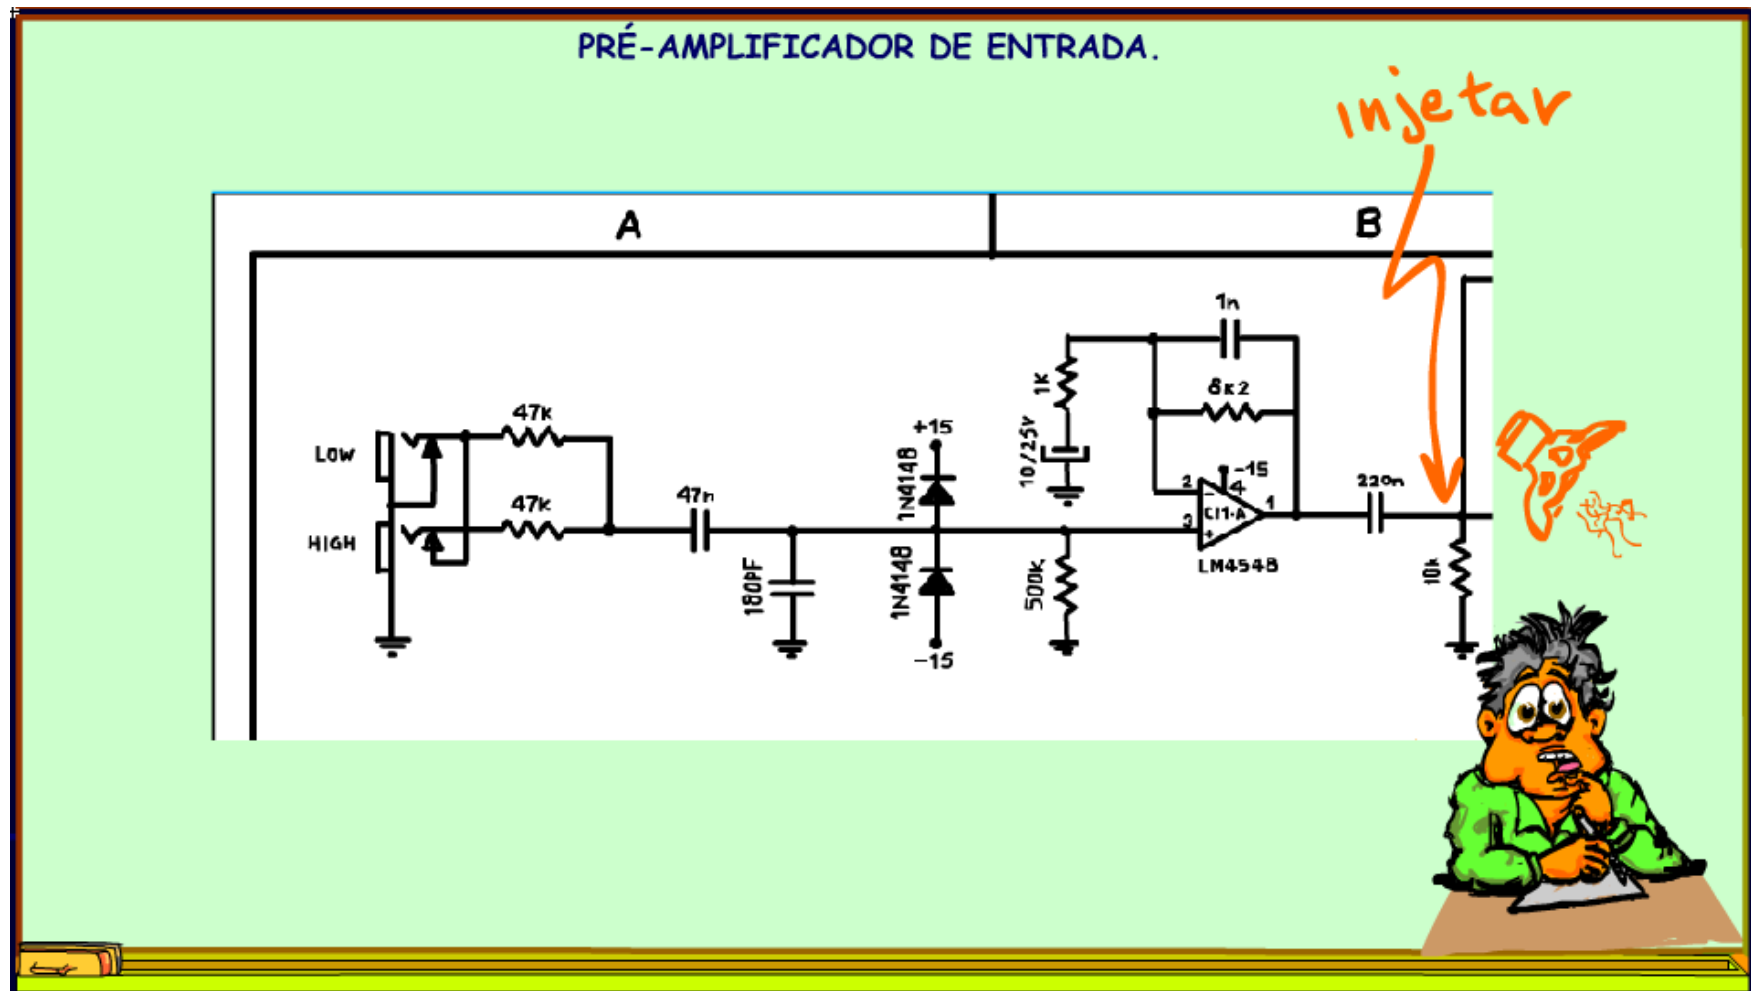 PRÉ-AMPLIFICADOR DE ENTRADA.
injetar
A
B
1n
1K
8K2
10/25V
47K
LOW
+15
1N4148
-15
2
4
1
-
CI1-A
220n
47K
47n
3
+
HIGH
LM4548
180PF
1N4148
500K
10k
-15